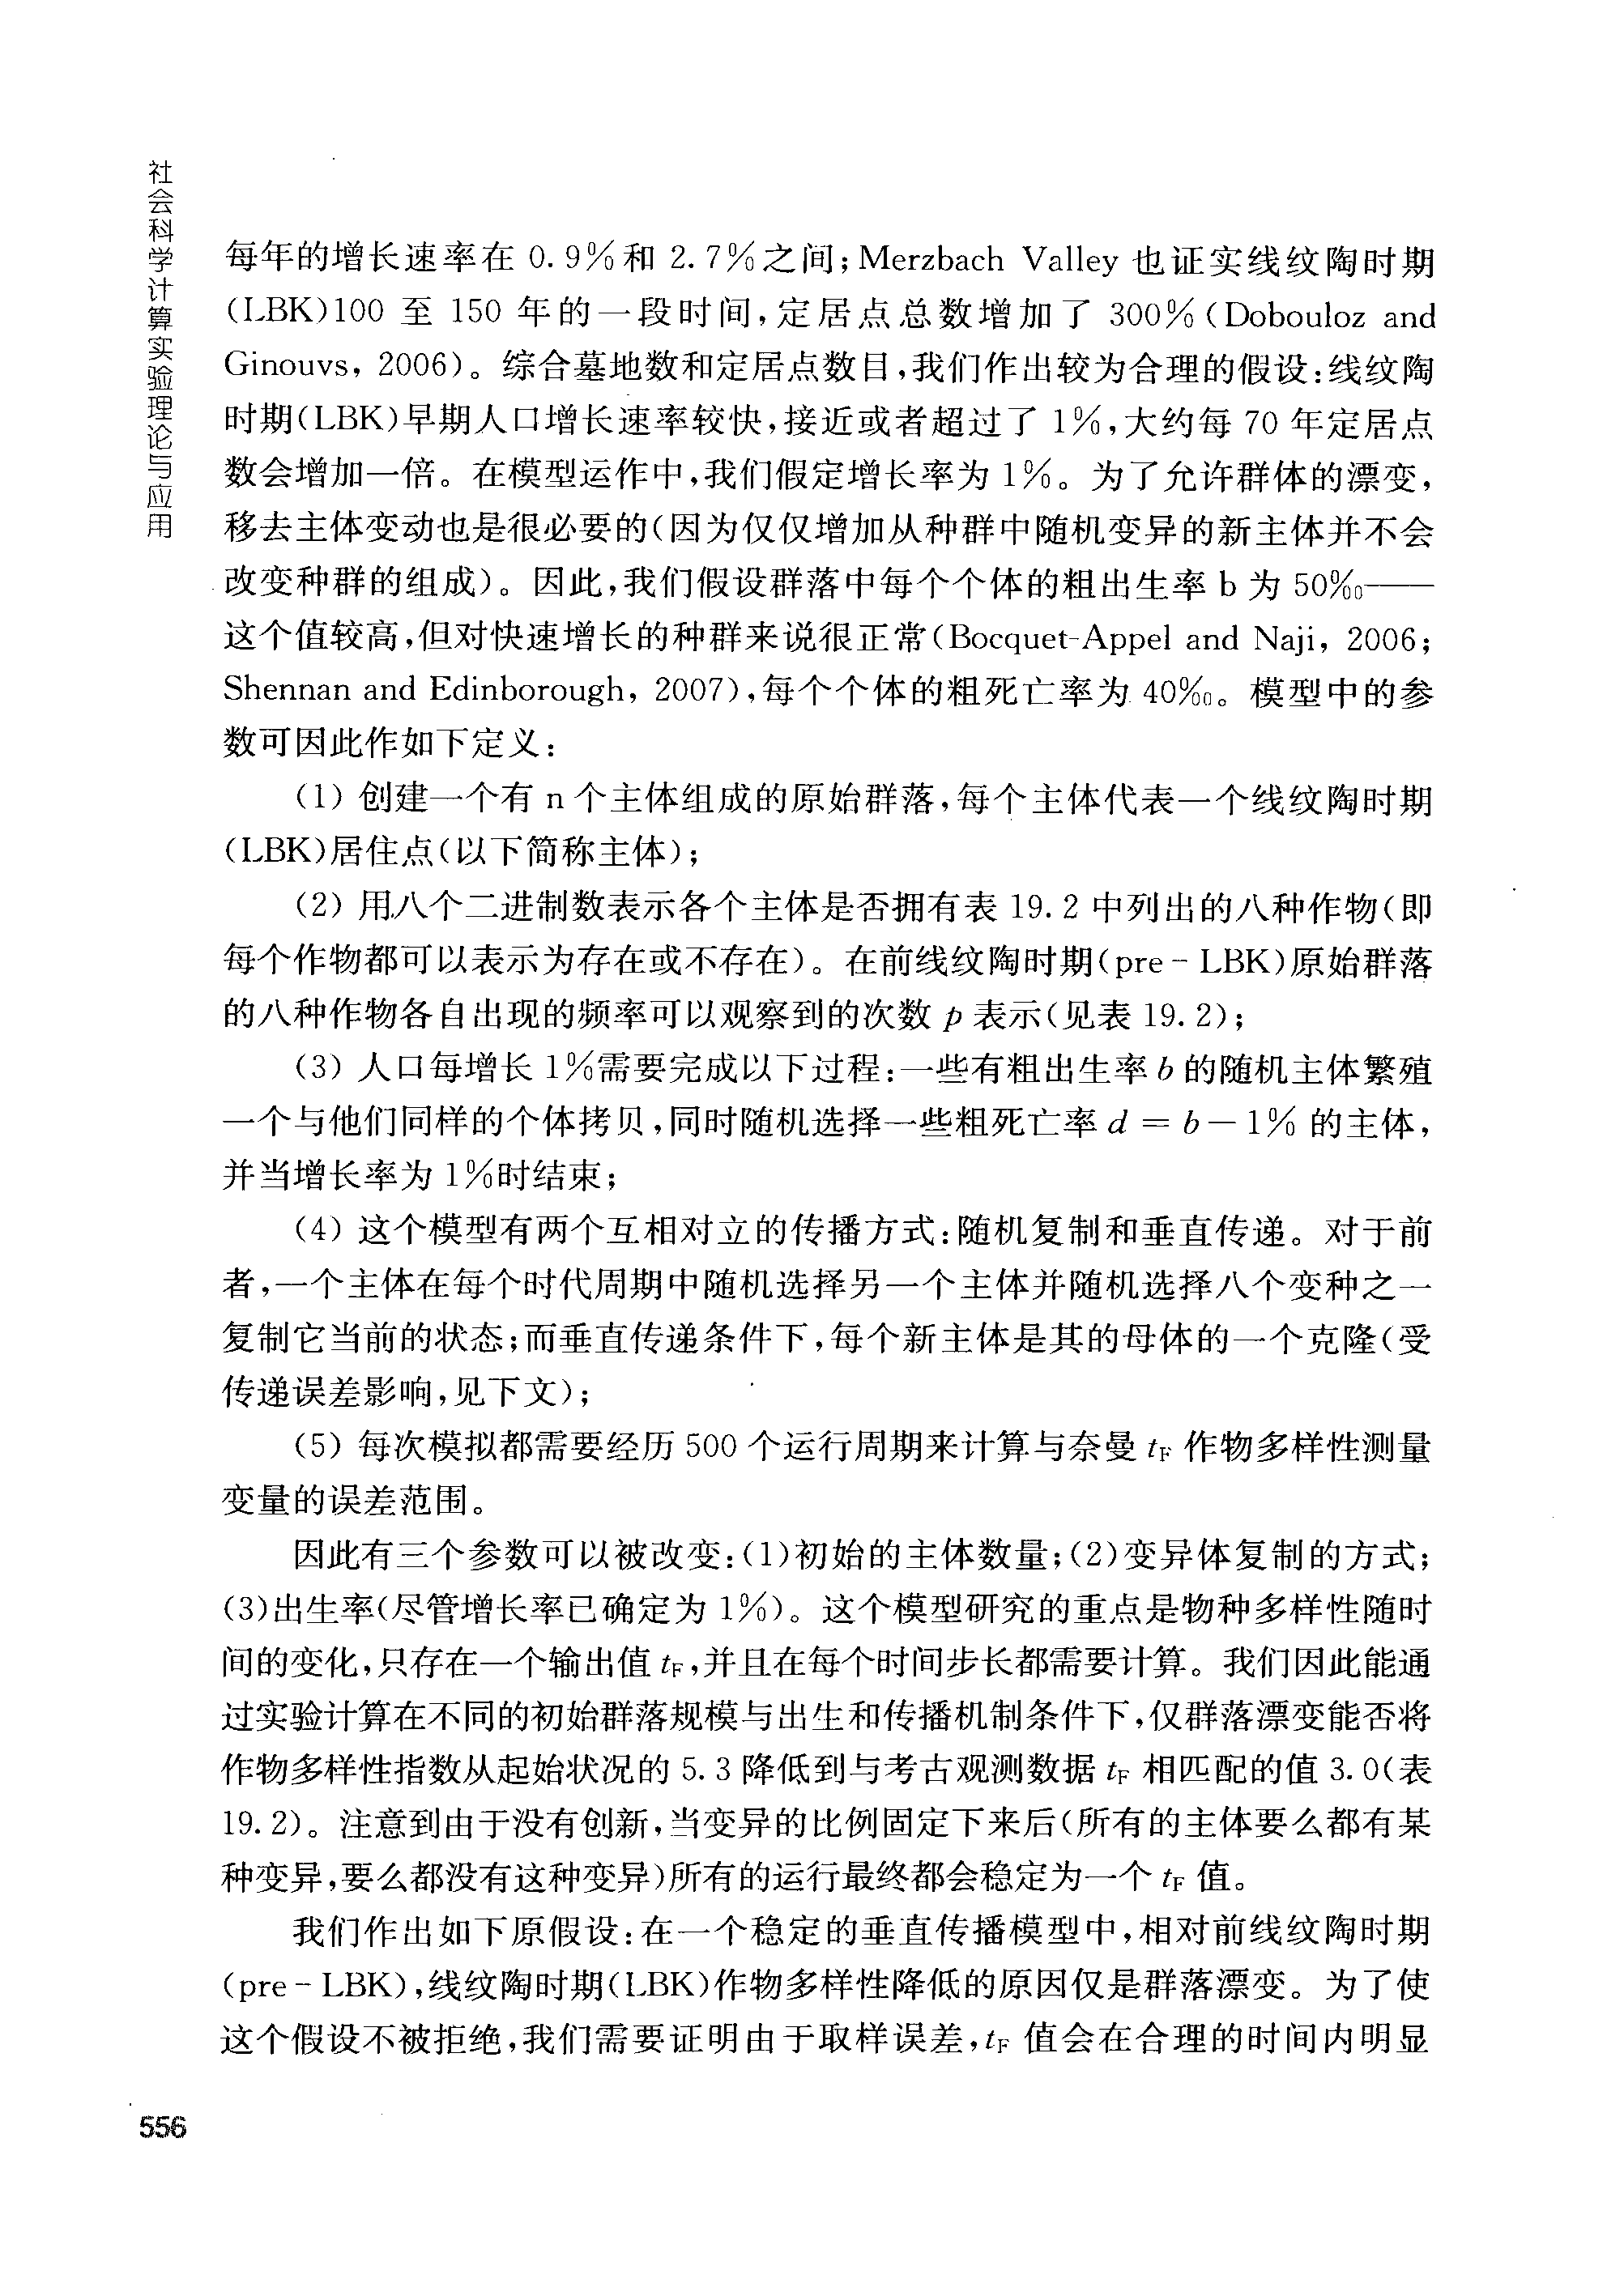 社会科学计算实验理论与应用
每年的增长速率在 0.9%和 2.7%之间;Merzbach Valley 也证实线纹陶时期
(LBK)100 至 150 年的一段时间,定居点总数增加了 300%(Dobouloz and
Ginouvs, 2006)。综合墓地数和定居点数目,我们作出较为合理的假设:线纹陶
时期(LBK)早期人口增长速率较快,接近或者超过了 1%,大约每 70 年定居点
数会增加一倍。在模型运作中,我们假定增长率为 1%。为了允许群体的漂变,
移去主体变动也是很必要的(因为仅仅增加从种群中随机变异的新主体并不会
改变种群的组成)。因此,我们假设群落中每个个体的粗出生率 b 为 50‰——
这个值较高,但对快速增长的种群来说很正常(Bocquet-Appel and Naji, 2006;
Shennan and Edinborough, 2007),每个个体的粗死亡率为 40‰。模型中的参
数可因此作如下定义:
(1) 创建一个有 n 个主体组成的原始群落,每个主体代表一个线纹陶时期
(LBK)居住点(以下简称主体);
(2) 用八个二进制数表示各个主体是否拥有表 19.2 中列出的八种作物(即
每个作物都可以表示为存在或不存在)。在前线纹陶时期(pre-LBK)原始群落
的八种作物各自出现的频率可以观察到的次数 p 表示(见表 19.2);
(3) 人口每增长 1%需要完成以下过程:一些有粗出生率 b 的随机主体繁殖
一个与他们同样的个体拷贝,同时随机选择一些粗死亡率 d = b － 1% 的主体,
并当增长率为 1%时结束;
(4) 这个模型有两个互相对立的传播方式:随机复制和垂直传递。对于前
者,一个主体在每个时代周期中随机选择另一个主体并随机选择八个变种之一
复制它当前的状态;而垂直传递条件下,每个新主体是其的母体的一个克隆(受
传递误差影响,见下文);
(5) 每次模拟都需要经历 500 个运行周期来计算与奈曼 tF 作物多样性测量
变量的误差范围。
因此有三个参数可以被改变:(1)初始的主体数量;(2)变异体复制的方式;
(3)出生率(尽管增长率已确定为 1%)。这个模型研究的重点是物种多样性随时
间的变化,只存在一个输出值 tF,并且在每个时间步长都需要计算。我们因此能通
过实验计算在不同的初始群落规模与出生和传播机制条件下,仅群落漂变能否将
作物多样性指数从起始状况的 5.3 降低到与考古观测数据 tF 相匹配的值 3.0(表
19.2)。注意到由于没有创新,当变异的比例固定下来后(所有的主体要么都有某
种变异,要么都没有这种变异)所有的运行最终都会稳定为一个 tF 值。
我们作出如下原假设:在一个稳定的垂直传播模型中,相对前线纹陶时期
(pre-LBK),线纹陶时期(LBK)作物多样性降低的原因仅是群落漂变。为了使
这个假设不被拒绝,我们需要证明由于取样误差,tF 值会在合理的时间内明显
556